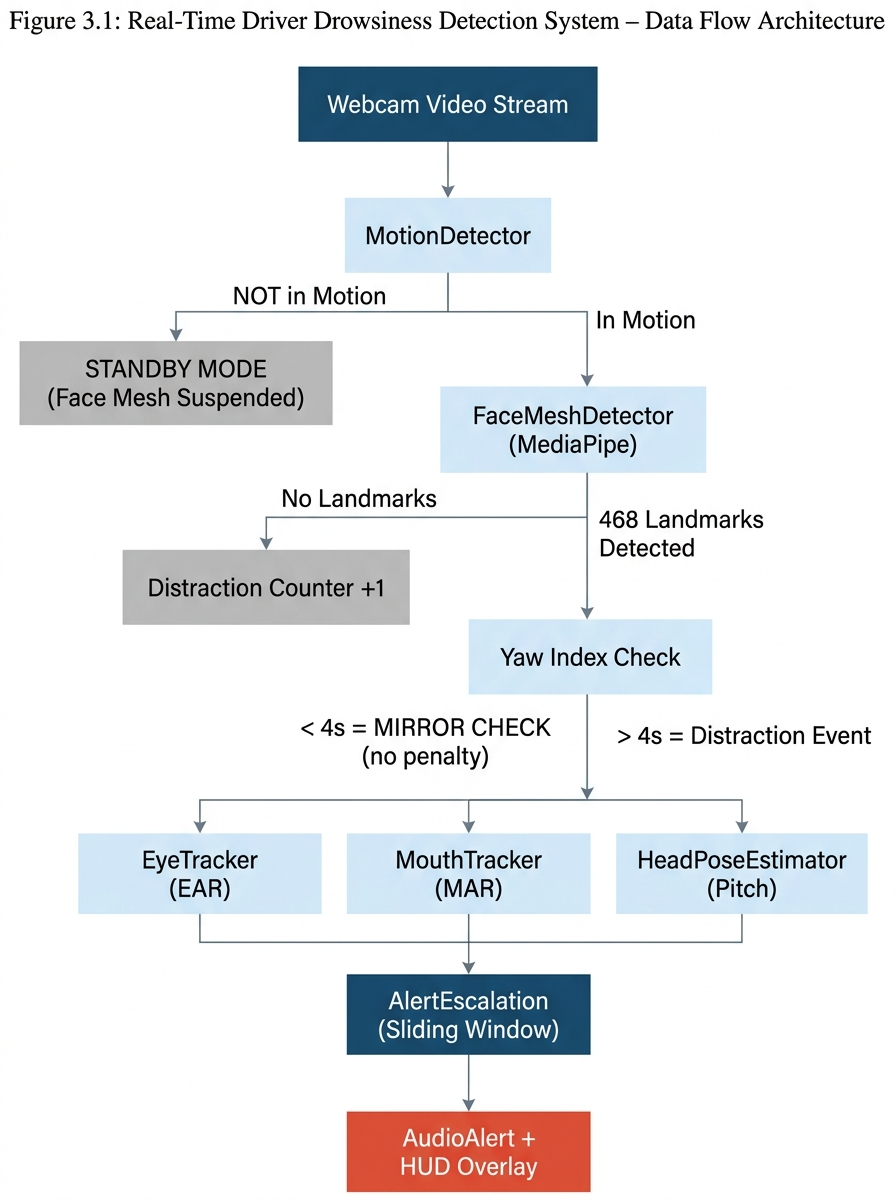 Figure 3.1: Real-Time Driver Drowsiness Detection System – Data Flow Architecture
Webcam Video Stream
MotionDetector
NOT in Motion
In Motion
STANDBY MODE
(Face Mesh Suspended)
FaceMeshDetector
(MediaPipe)
No Landmarks
468 Landmarks
Detected
Distraction Counter +1
Yaw Index Check
< 4s = MIRROR CHECK
(no penalty)
> 4s = Distraction Event
EyeTracker
(EAR)
MouthTracker
(MAR)
HeadPoseEstimator
(Pitch)
AlertEscalation
(Sliding Window)
AudioAlert +
HUD Overlay